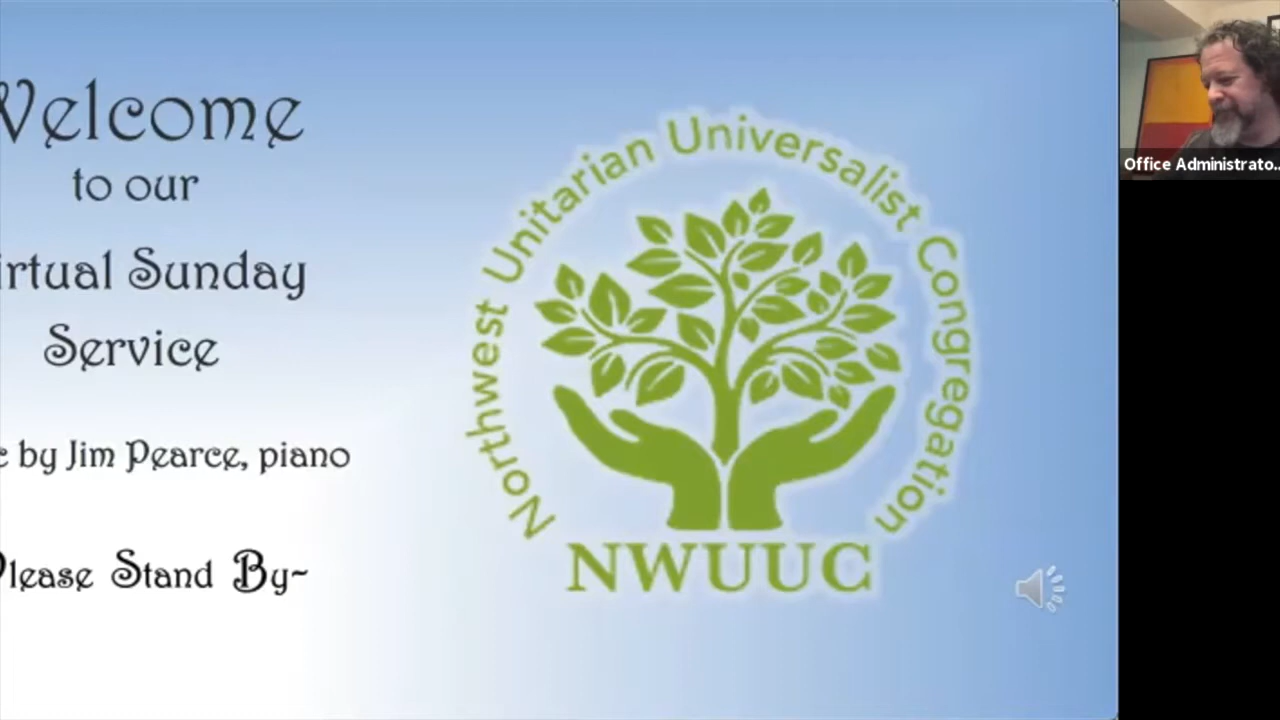 Welcome
to our
irtual Sunday
Service
c by Jim Pearce, piano
Please Stand By~
Northwest Unitarian Universalist Congregation
NWUUC
Office Administrato...